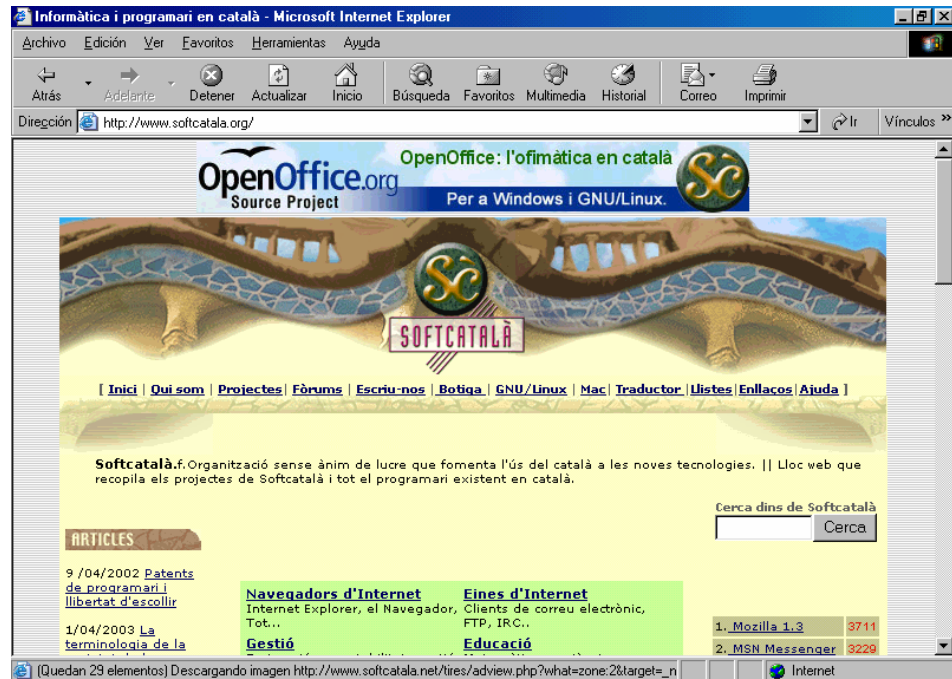 Informàtica i programari en català - Microsoft Internet Explorer
Archivo Edición Ver Favoritos Herramientas Ayuda
Atrás Adelante Detener Actualizar Inicio Búsqueda Favoritos Multimedia Historial Correo Imprimir
Dirección http://www.softcatala.org/ Ir Vínculos »
OpenOffice.org
Source Project
OpenOffice: l'ofimàtica en català
Per a Windows i GNU/Linux.
Sc
Sc
SOFTCATALÀ
[ Inici | Qui som | Projectes| Fòrums | Escriu-nos | Botiga | GNU/Linux | Mac| Traductor |Llistes|Enllaços|Ajuda ]
Softcatalà.f.Organització sense ànim de lucre que fomenta l'ús del català a les noves tecnologies. || Lloc web que
recopila els projectes de Softcatalà i tot el programari existent en català.
Cerca dins de Softcatalà
Cerca
ARTICLES
9 /04/2002 Patents
de programari i
llibertat d'escollir
1/04/2003 La
terminologia de la
Navegadors d'Internet
Internet Explorer, el Navegador,
Tot...
Gestió
Eines d'Internet
Clients de correu electrònic,
FTP, IRC..
Educació
1. Mozilla 1.3 3711
2. MSN Messenger 3229
(Quedan 29 elementos) Descargando imagen http://www.softcatala.net/tires/adview.php?what=zone:2&target=_n
Internet